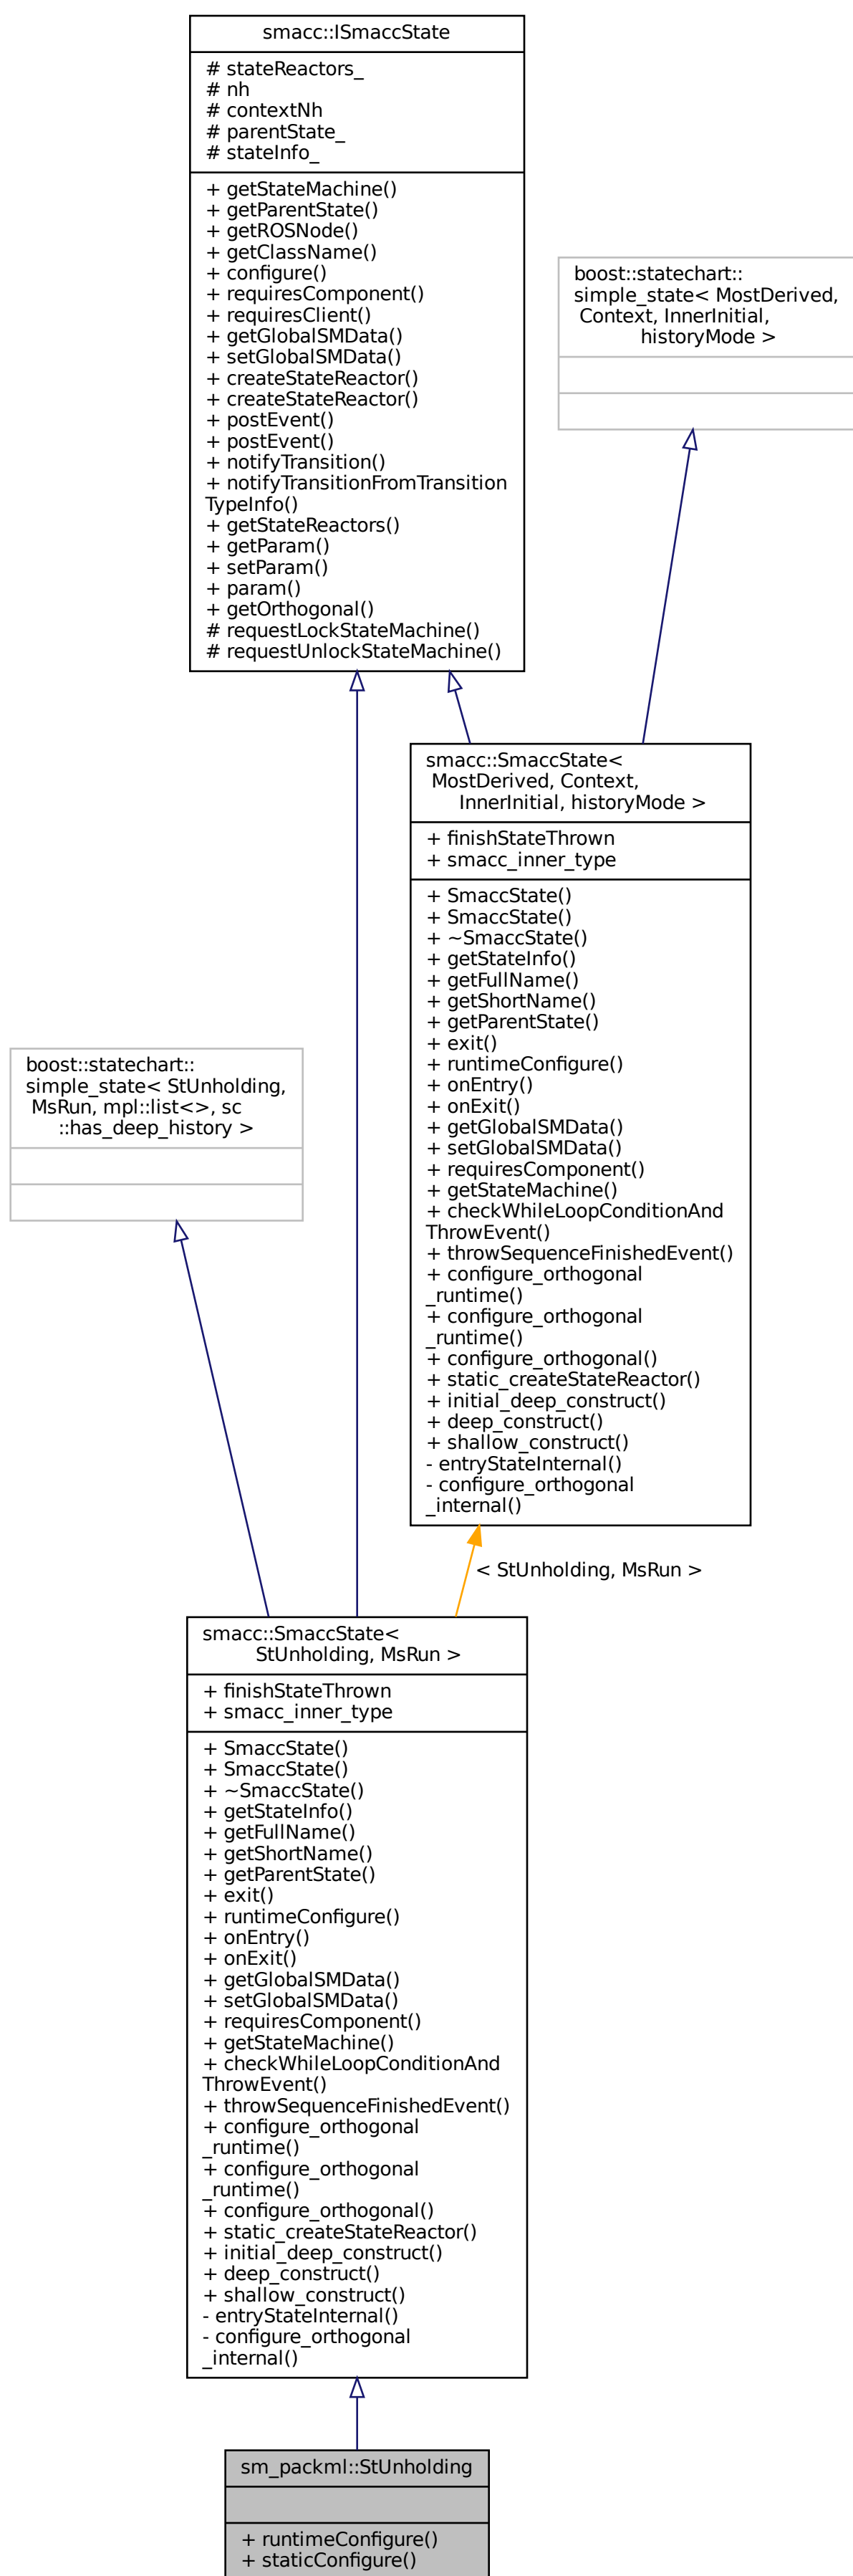 smacc::ISmaccState
# stateReactors_
# nh
# contextNh
# parentState_
# stateInfo_
+ getStateMachine()
+ getParentState()
+ getROSNode()
+ getClassName()
+ configure()
+ requiresComponent()
+ requiresClient()
+ getGlobalSMData()
+ setGlobalSMData()
+ createStateReactor()
+ createStateReactor()
+ postEvent()
+ postEvent()
+ notifyTransition()
+ notifyTransitionFromTransition
TypeInfo()
+ getStateReactors()
+ getParam()
+ setParam()
+ param()
+ getOrthogonal()
# requestLockStateMachine()
# requestUnlockStateMachine()
boost::statechart::
simple_state< MostDerived,
Context, InnerInitial,
historyMode >
smacc::SmaccState<
MostDerived, Context,
InnerInitial, historyMode >
+ finishStateThrown
+ smacc_inner_type
+ SmaccState()
+ SmaccState()
+ ~SmaccState()
+ getStateInfo()
+ getFullName()
+ getShortName()
+ getParentState()
+ exit()
+ runtimeConfigure()
+ onEntry()
+ onExit()
+ getGlobalSMData()
+ setGlobalSMData()
+ requiresComponent()
+ getStateMachine()
+ checkWhileLoopConditionAnd
ThrowEvent()
+ throwSequenceFinishedEvent()
+ configure_orthogonal
_runtime()
+ configure_orthogonal
_runtime()
+ configure_orthogonal()
+ static_createStateReactor()
+ initial_deep_construct()
+ deep_construct()
+ shallow_construct()
- entryStateInternal()
- configure_orthogonal
_internal()
boost::statechart::
simple_state< StUnholding,
MsRun, mpl::list<>, sc
::has_deep_history >
< StUnholding, MsRun >
smacc::SmaccState<
StUnholding, MsRun >
+ finishStateThrown
+ smacc_inner_type
+ SmaccState()
+ SmaccState()
+ ~SmaccState()
+ getStateInfo()
+ getFullName()
+ getShortName()
+ getParentState()
+ exit()
+ runtimeConfigure()
+ onEntry()
+ onExit()
+ getGlobalSMData()
+ setGlobalSMData()
+ requiresComponent()
+ getStateMachine()
+ checkWhileLoopConditionAnd
ThrowEvent()
+ throwSequenceFinishedEvent()
+ configure_orthogonal
_runtime()
+ configure_orthogonal
_runtime()
+ configure_orthogonal()
+ static_createStateReactor()
+ initial_deep_construct()
+ deep_construct()
+ shallow_construct()
- entryStateInternal()
- configure_orthogonal
_internal()
sm_packml::StUnholding
+ runtimeConfigure()
+ staticConfigure()